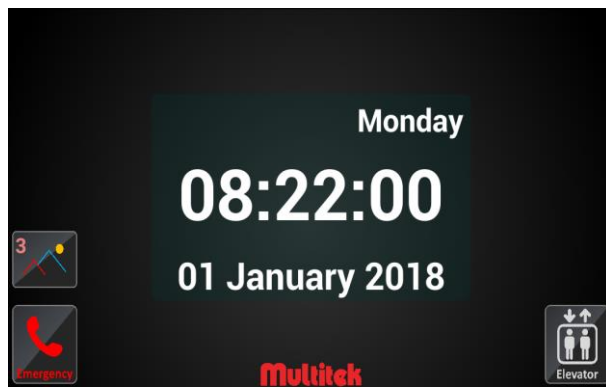 Monday
08:22:00
01 January 2018
3
Emergency
Multitek
Elevator